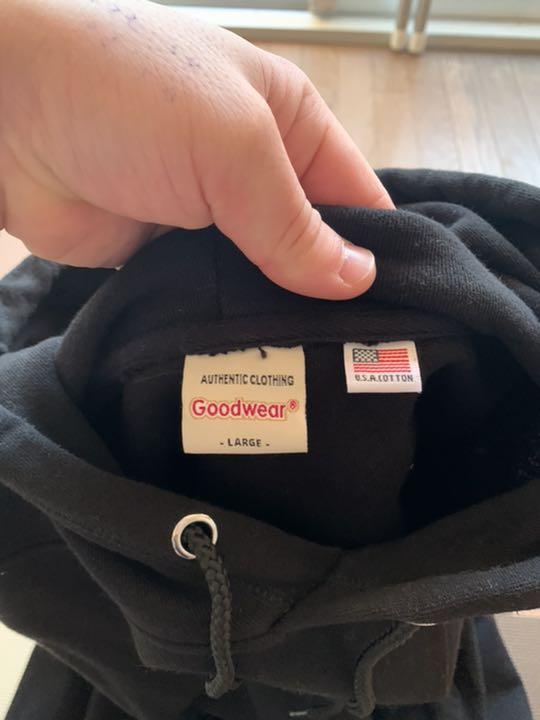 AUTHENTIC CLOTHING
Goodwear®
- LARGE -
U.S.A. COTTON